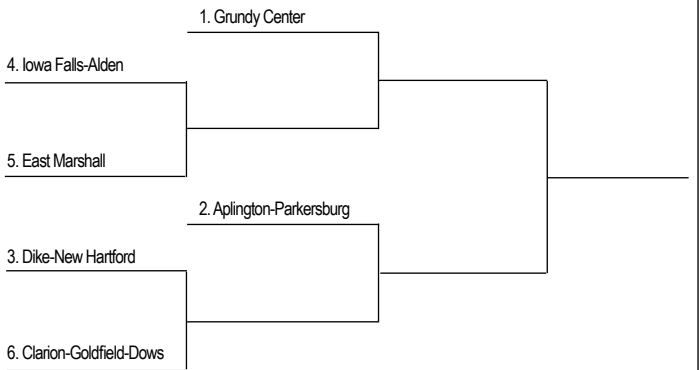 1. Grundy Center
4. Iowa Falls-Alden
5. East Marshall
2. Aplington-Parkersburg
3. Dike-New Hartford
6. Clarion-Goldfield-Dows